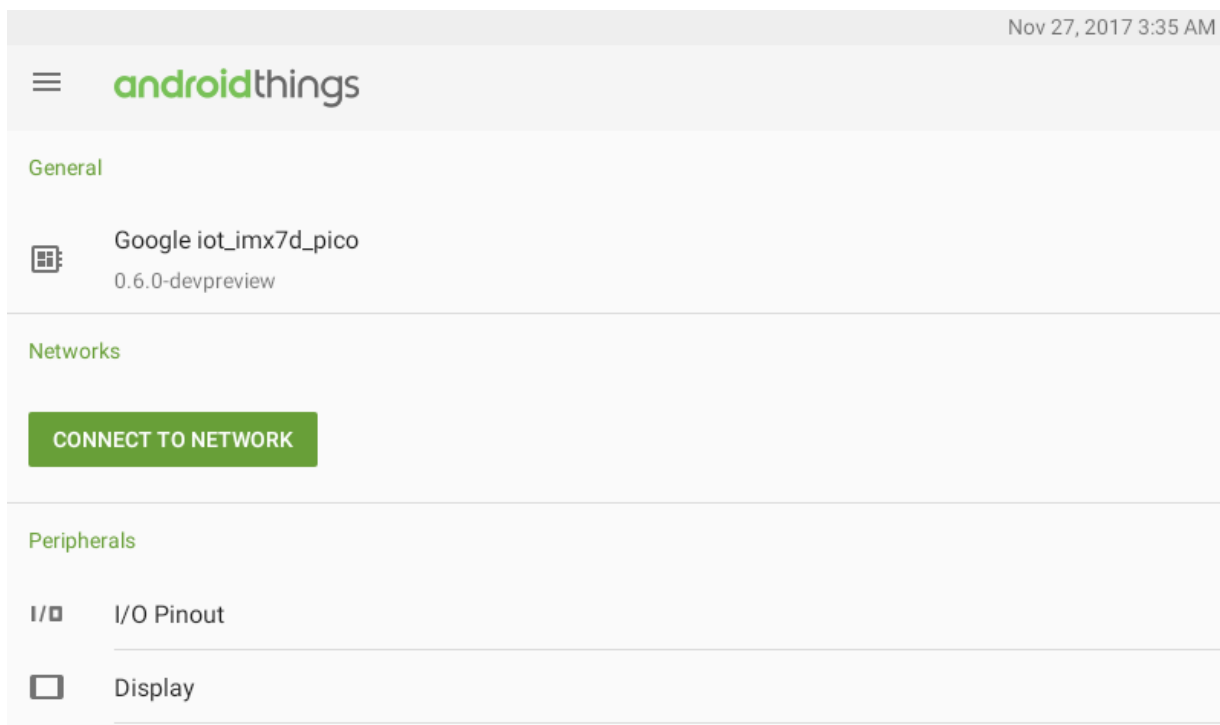 Nov 27, 2017 3:35 AM
androidthings
General
Google iot_imx7d_pico
0.6.0-devpreview
Networks
CONNECT TO NETWORK
Peripherals
I/O I/O Pinout
Display